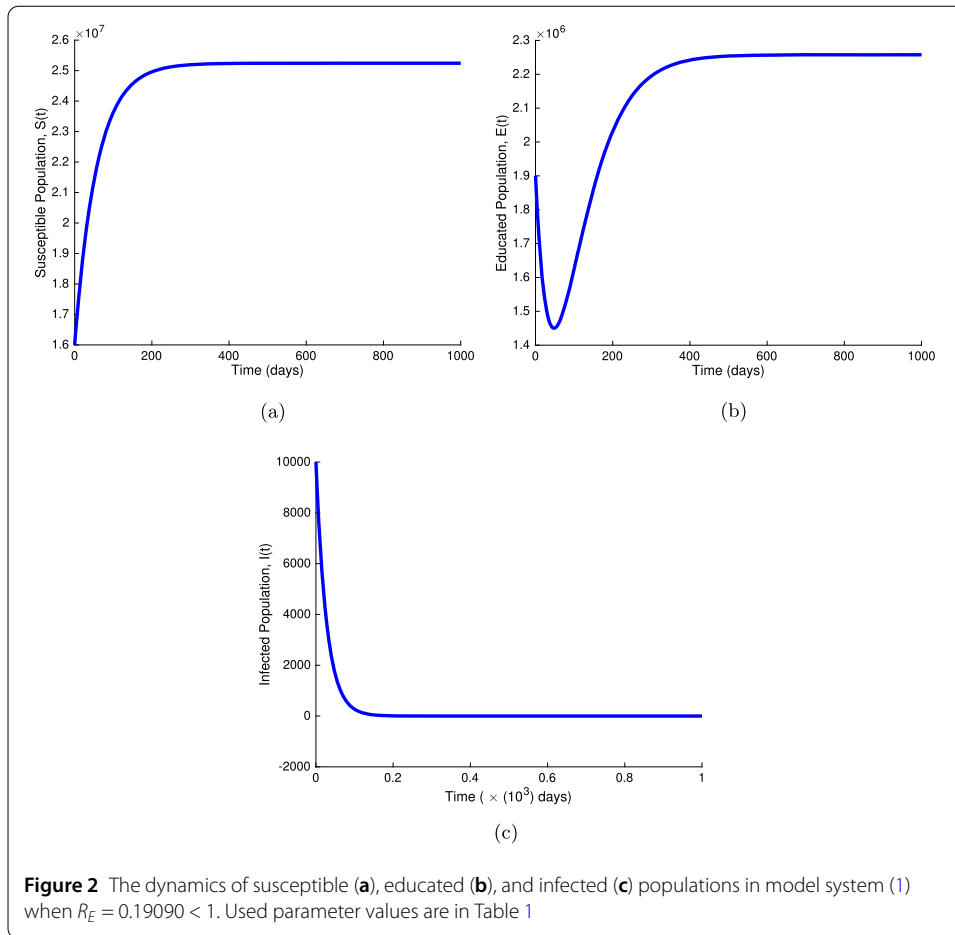 ×10⁷
2.6
2.5
2.4
2.3
2.2
2.1
2
1.9
1.8
1.7
1.6
Susceptible Population, S(t)
0 200 400 600 800 1000
Time (days)
(a)
×10⁶
2.3
2.2
2.1
2
1.9
1.8
1.7
1.6
1.5
1.4
Educated Population, E(t)
0 200 400 600 800 1000
Time (days)
(b)
10000
8000
6000
4000
2000
0
-2000
Infected Population, I(t)
0 0.2 0.4 0.6 0.8 1
Time ( × (10³) days)
(c)
Figure 2 The dynamics of susceptible (a), educated (b), and infected (c) populations in model system (1)
when R_E = 0.19090 < 1. Used parameter values are in Table 1